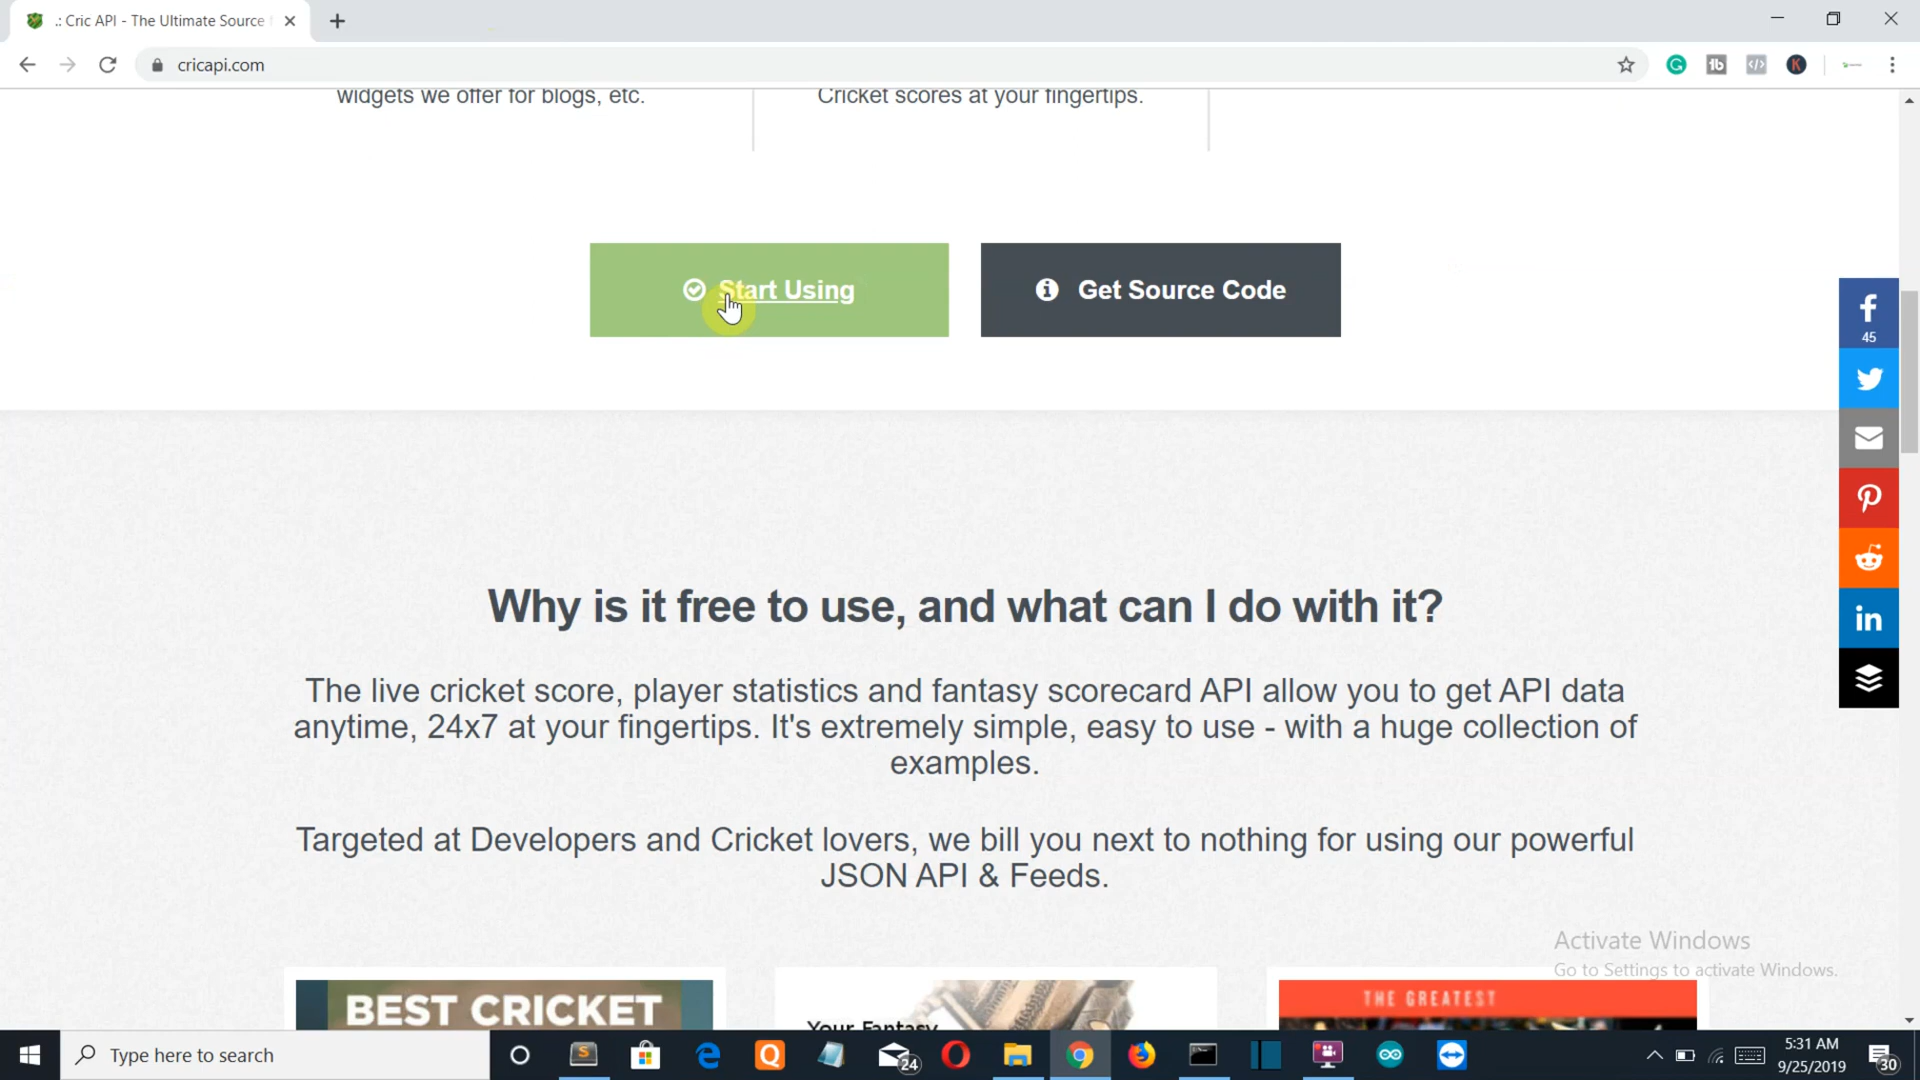 .: Cric API - The Ultimate Source
cricapi.com
widgets we offer for blogs, etc.
Cricket scores at your fingertips.
Start Using
Get Source Code
45
Why is it free to use, and what can I do with it?
The live cricket score, player statistics and fantasy scorecard API allow you to get API data
anytime, 24x7 at your fingertips. It's extremely simple, easy to use - with a huge collection of
examples.
Targeted at Developers and Cricket lovers, we bill you next to nothing for using our powerful
JSON API & Feeds.
Activate Windows
Go to Settings to activate Windows.
BEST CRICKET
Your Fantasy
THE GREATEST
Type here to search
24
5:31 AM
9/25/2019
30